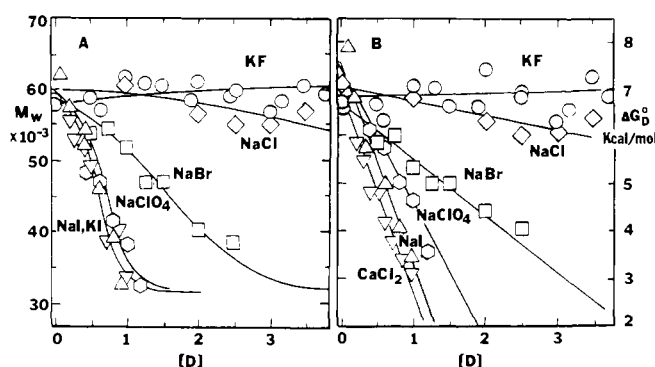 A
B
KF
KF
NaCl
NaCl
NaBr
NaBr
NaClO4
NaClO4
NaI,KI
NaI
CaCl2
70
60
MW
×10-3
50
40
30
8
7
ΔG°D
Kcal/mol
6
5
4
3
2
0 1 2 3
0 1 2 3
[D]
[D]